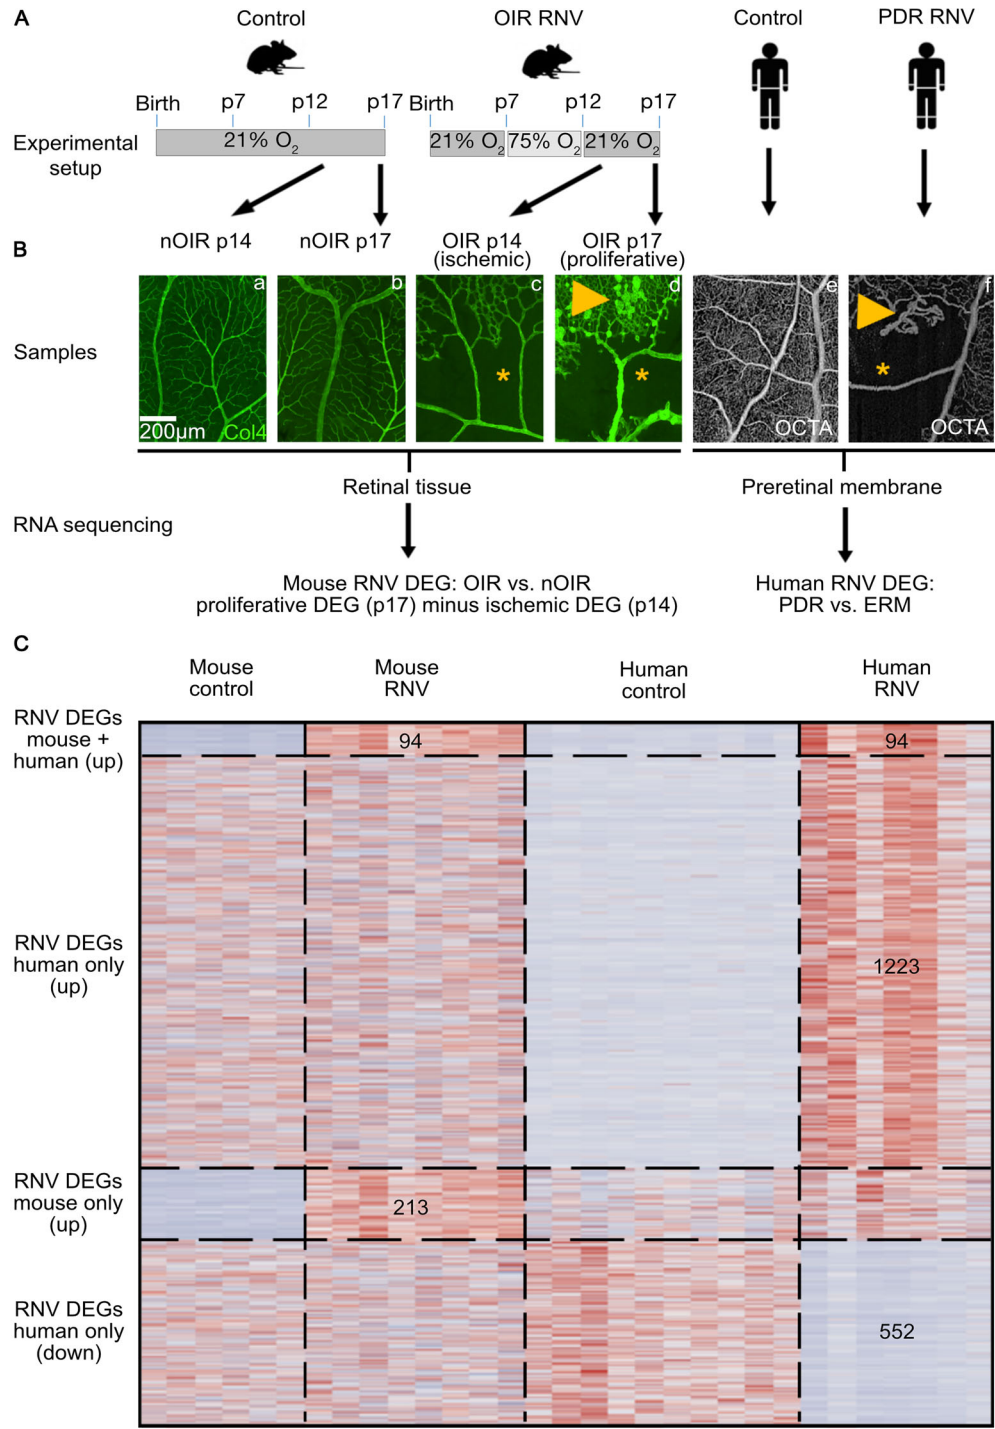 A
Control
OIR RNV
Control
PDR RNV
Birth
p7
p12
p17
Birth
p7
p12
p17
Experimental
setup
21% O2
21% O2
75% O2
21% O2
B
nOIR p14
nOIR p17
OIR p14
(ischemic)
OIR p17
(proliferative)
Samples
a
b
c
d
e
f
*
*
*
200µm
Col4
OCTA
OCTA
Retinal tissue
Preretinal membrane
RNA sequencing
Mouse RNV DEG: OIR vs. nOIR
proliferative DEG (p17) minus ischemic DEG (p14)
Human RNV DEG:
PDR vs. ERM
C
Mouse
control
Mouse
RNV
Human
control
Human
RNV
RNV DEGs
mouse +
human (up)
94
94
RNV DEGs
human only
(up)
1223
RNV DEGs
mouse only
(up)
213
RNV DEGs
human only
(down)
552